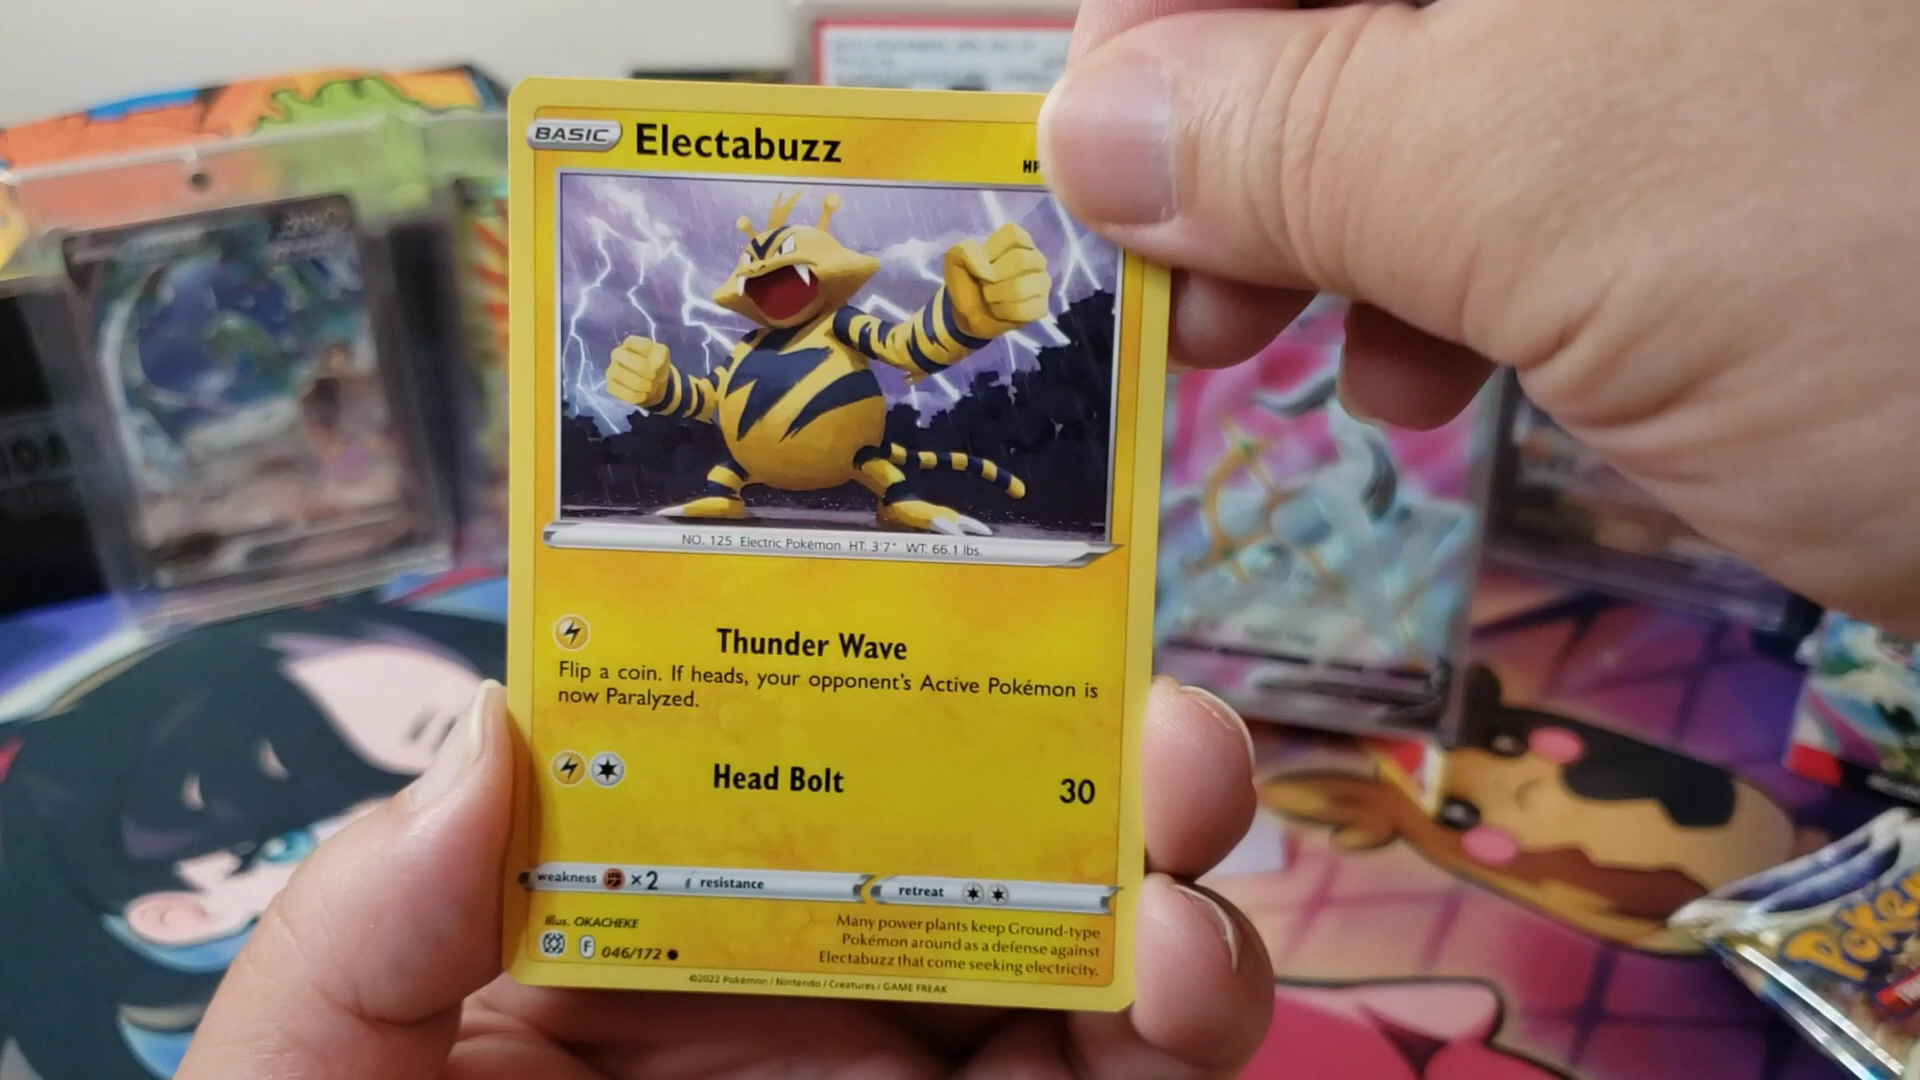 BASIC Electabuzz HP
NO. 125 Electric Pokémon HT: 3'7" WT: 66.1 lbs.
Thunder Wave
Flip a coin. If heads, your opponent's Active Pokémon is
now Paralyzed.
Head Bolt 30
weakness ×2 resistance retreat
Illus. OKACHEKE
F 046/172
Many power plants keep Ground-type
Pokémon around as a defense against
Electabuzz that come seeking electricity.
©2022 Pokémon / Nintendo / Creatures / GAME FREAK